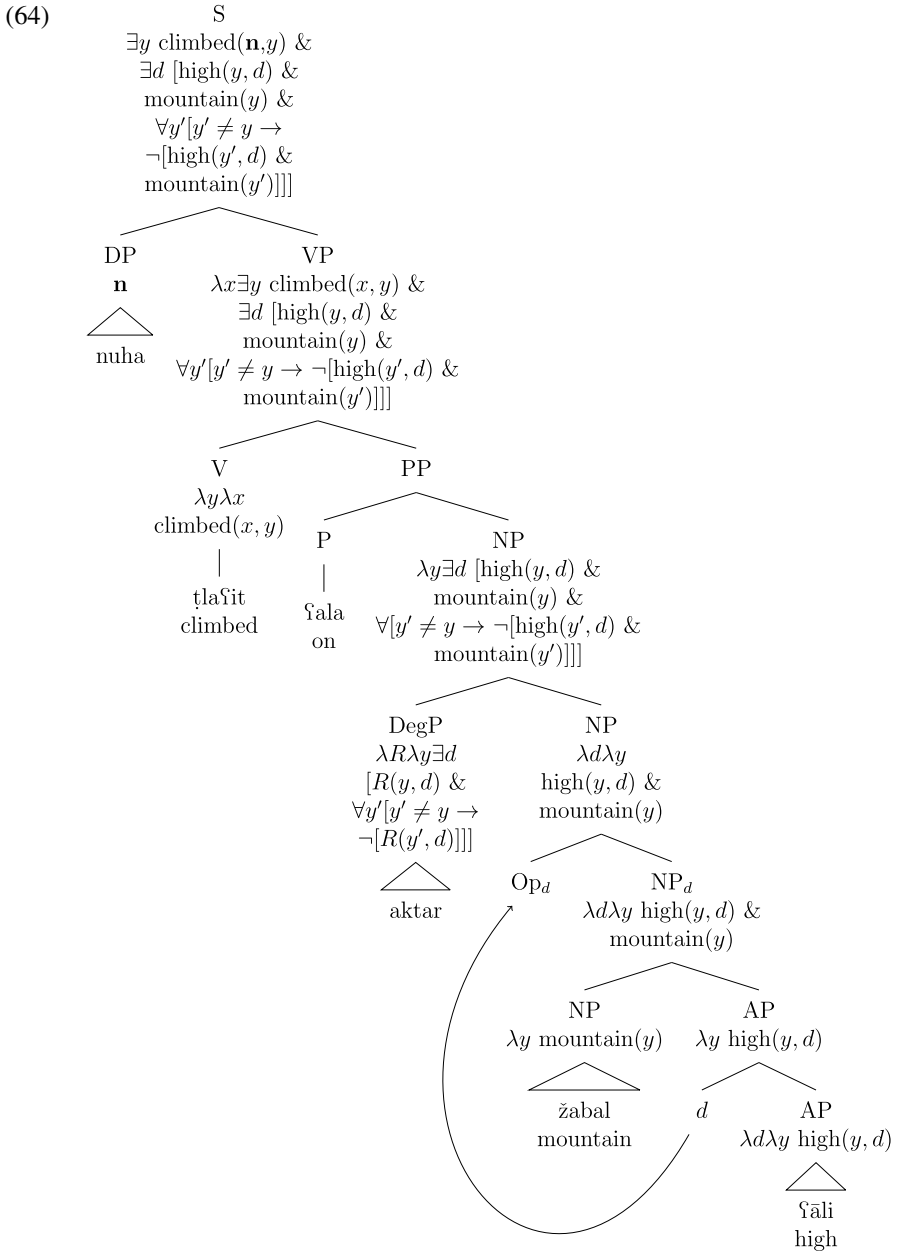 (64)
S
∃y climbed(n,y) &
∃d [high(y, d) &
mountain(y) &
∀y′[y′ ≠ y →
¬[high(y′, d) &
mountain(y′)]]]
DP
n
nuha
VP
λx∃y climbed(x, y) &
∃d [high(y, d) &
mountain(y) &
∀y′[y′ ≠ y → ¬[high(y′, d) &
mountain(y′)]]]
V
λyλx
climbed(x, y)
ṭlaʕit
climbed
PP
P
ʕala
on
NP
λy∃d [high(y, d) &
mountain(y) &
∀[y′ ≠ y → ¬[high(y′, d) &
mountain(y′)]]]
DegP
λRλy∃d
[R(y, d) &
∀y′[y′ ≠ y →
¬[R(y′, d)]]]
aktar
NP
λdλy
high(y, d) &
mountain(y)
Op_d
NP_d
λdλy high(y, d) &
mountain(y)
NP
λy mountain(y)
žabal
mountain
AP
λy high(y, d)
d
AP
λdλy high(y, d)
ʕāli
high